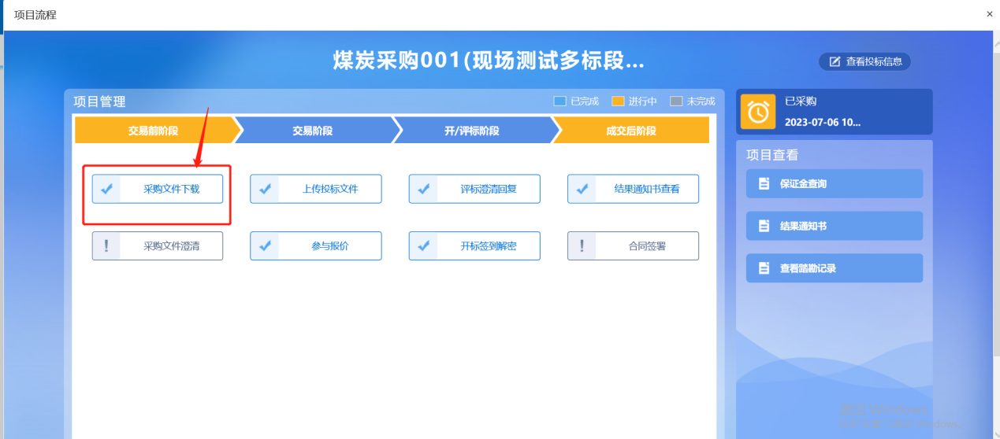 项目流程
×
煤炭采购001(现场测试多标段...
查看投标信息
项目管理
已完成 进行中 未完成
交易前阶段 交易阶段 开/评标阶段 成交后阶段
采购文件下载 上传投标文件 评标澄清回复 结果通知书查看
! 采购文件澄清 参与报价 开标签到解密 ! 合同签署
已采购
2023-07-06 10...
项目查看
保证金查询
结果通知书
查看踏勘记录
激活 Windows